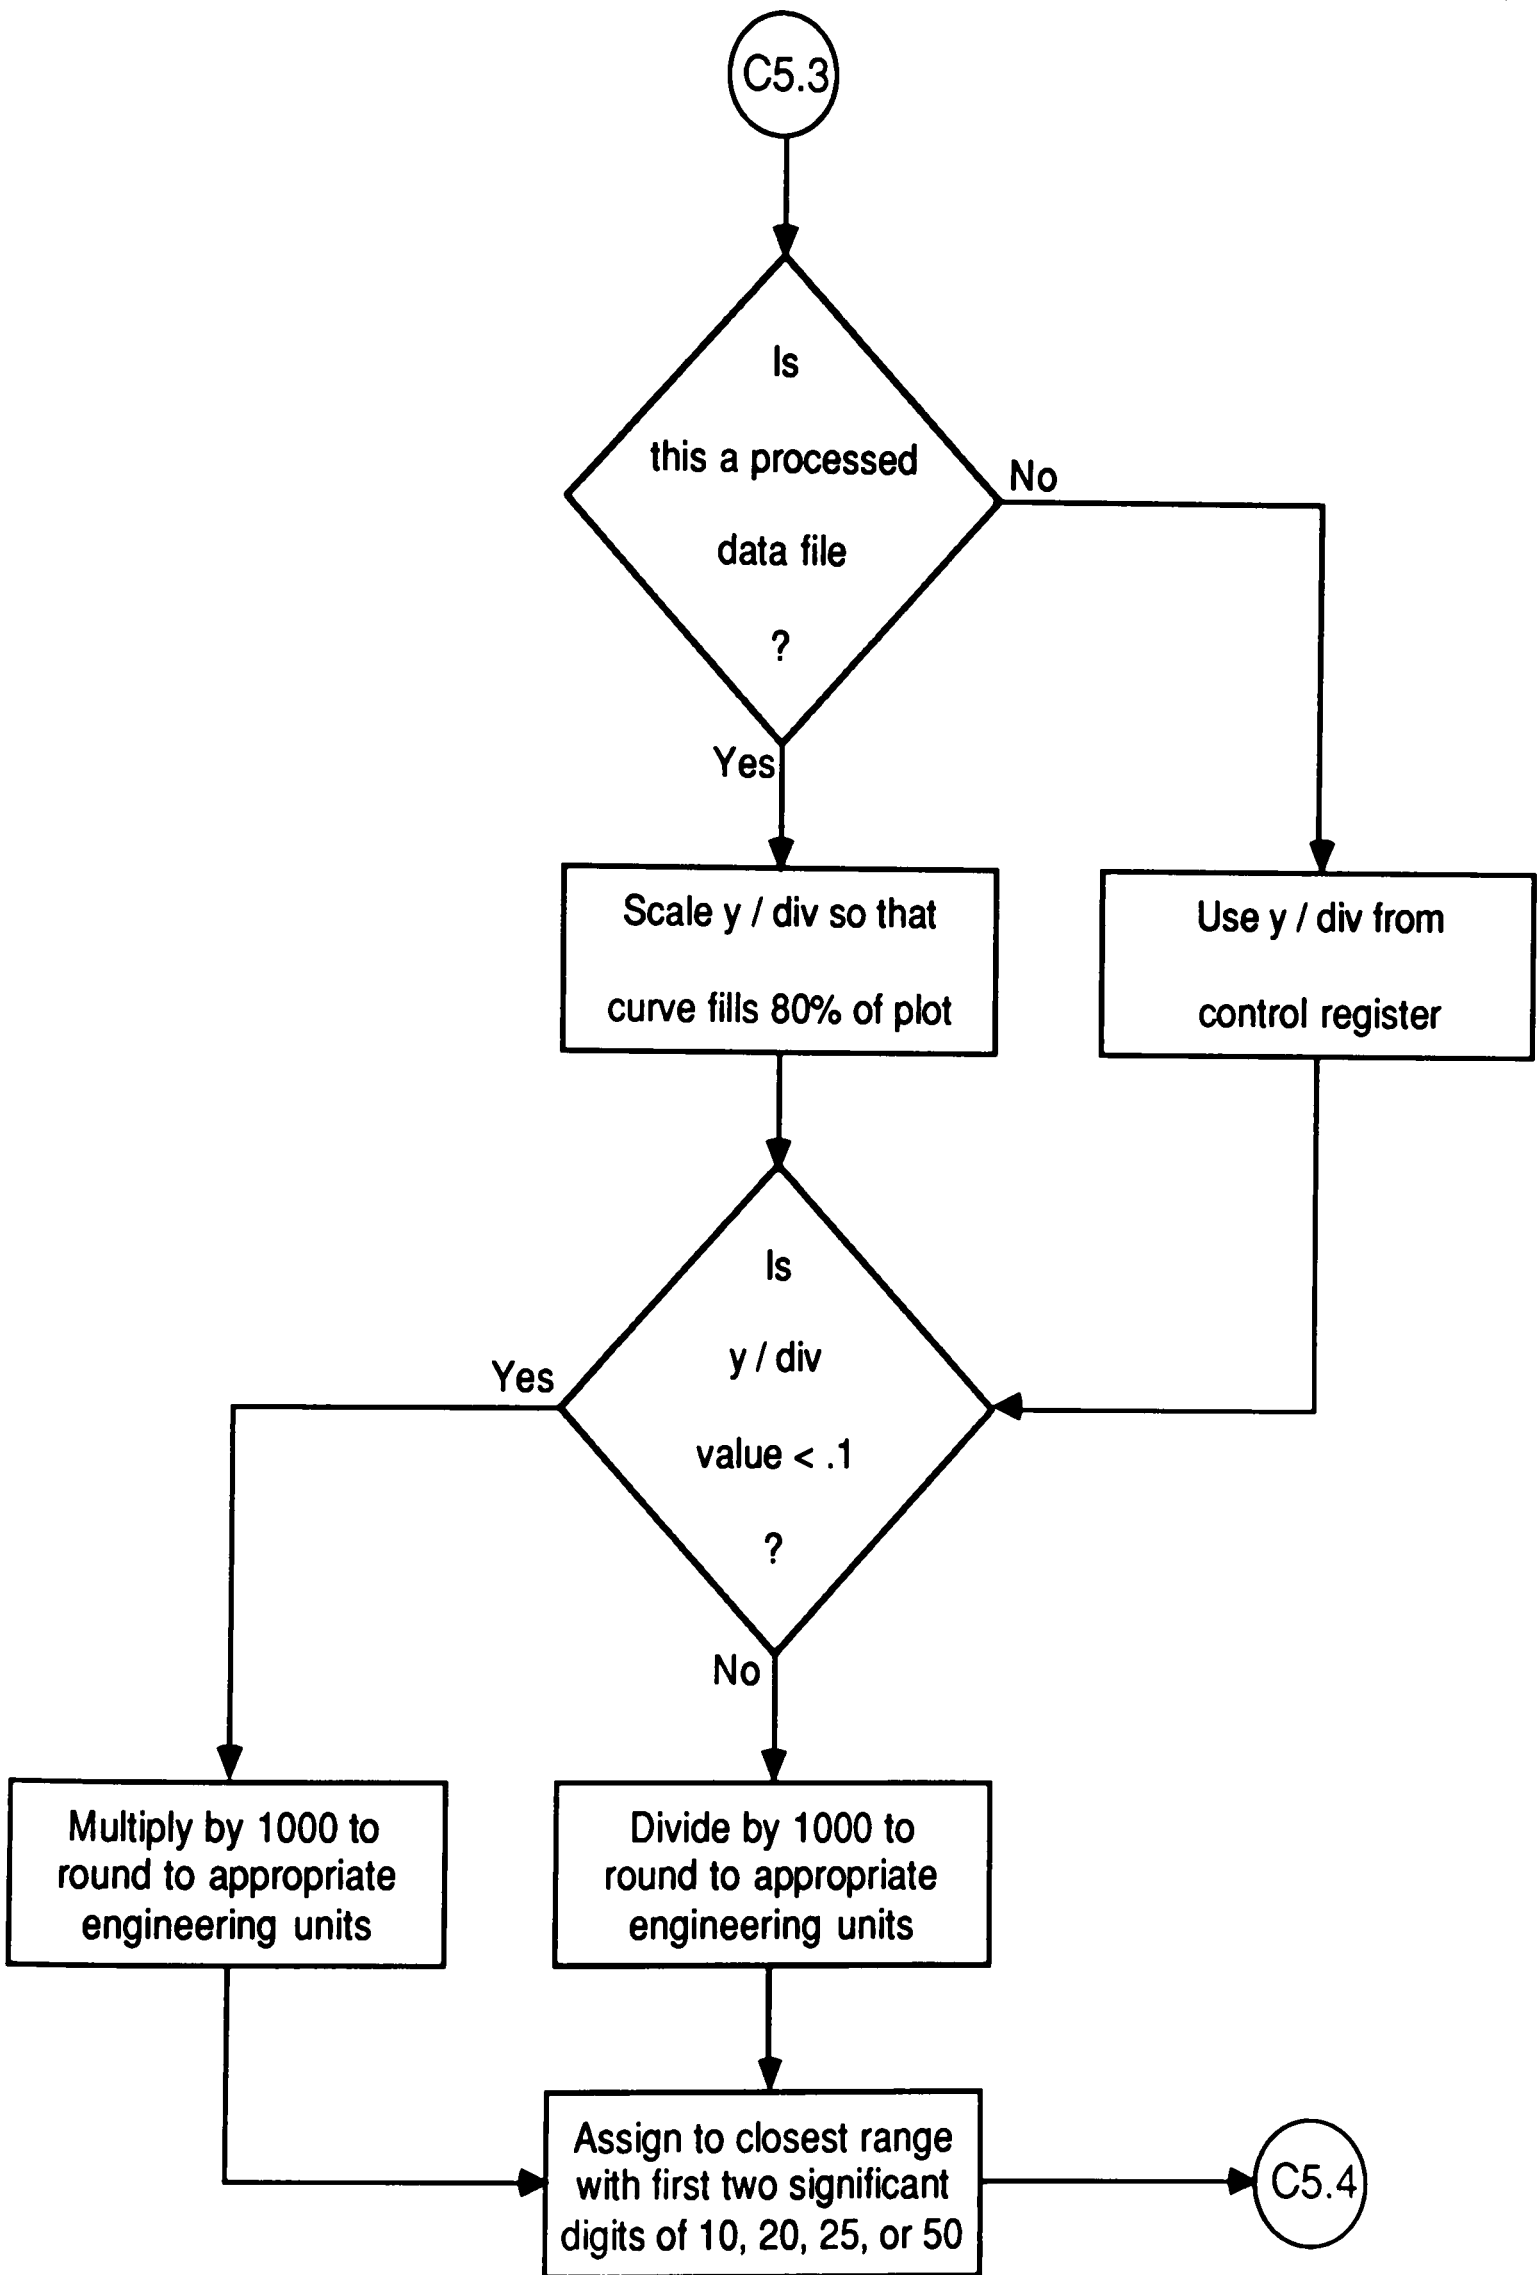 C5.3
Is
this a processed
data file
?
No
Yes
Scale y / div so that
curve fills 80% of plot
Use y / div from
control register
Is
y / div
value < .1
?
Yes
No
Multiply by 1000 to
round to appropriate
engineering units
Divide by 1000 to
round to appropriate
engineering units
Assign to closest range
with first two significant
digits of 10, 20, 25, or 50
C5.4